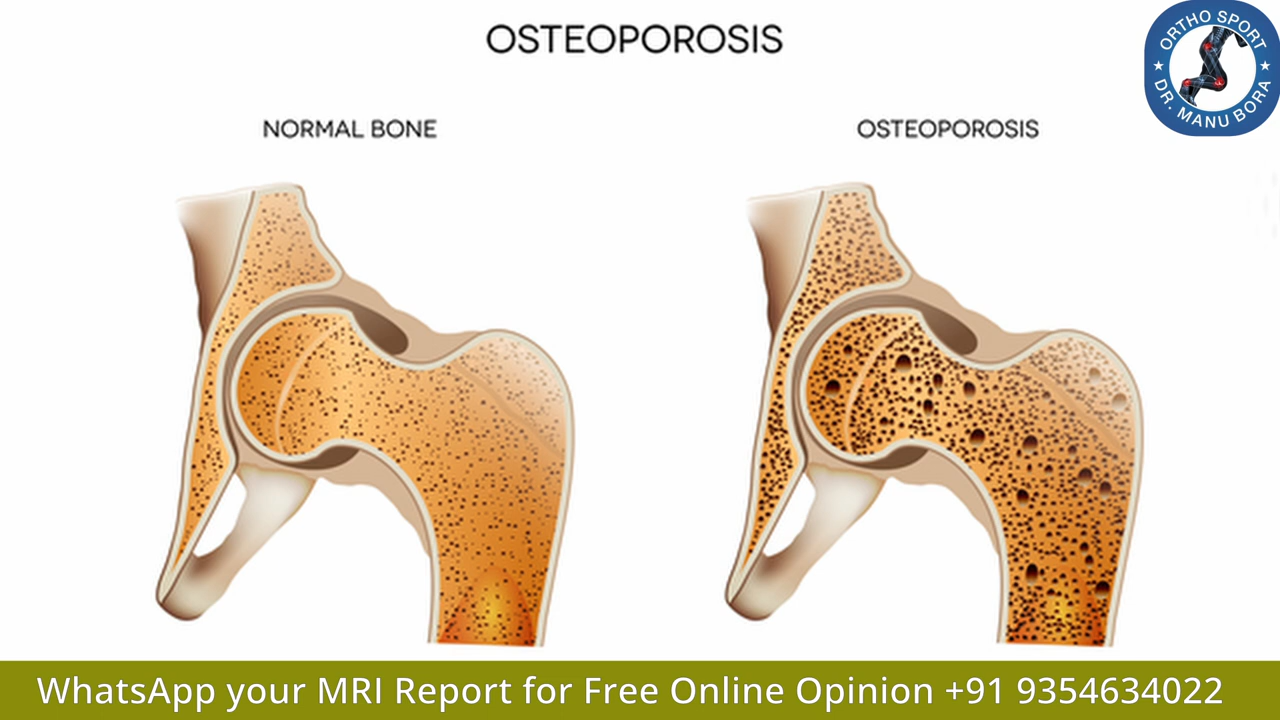 OSTEOPOROSIS
ORTHO SPORT
DR. MANU BORA
NORMAL BONE
OSTEOPOROSIS
WhatsApp your MRI Report for Free Online Opinion +91 9354634022